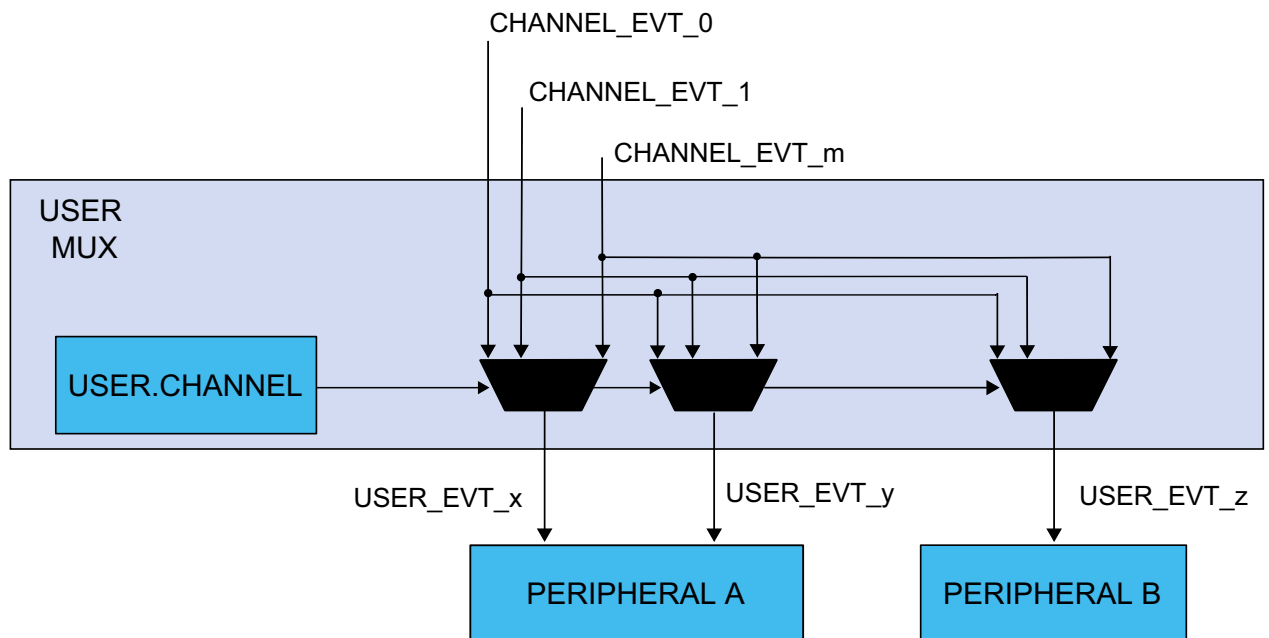 CHANNEL_EVT_0
CHANNEL_EVT_1
CHANNEL_EVT_m
USER
MUX
USER.CHANNEL
USER_EVT_x
USER_EVT_y
USER_EVT_z
PERIPHERAL A
PERIPHERAL B